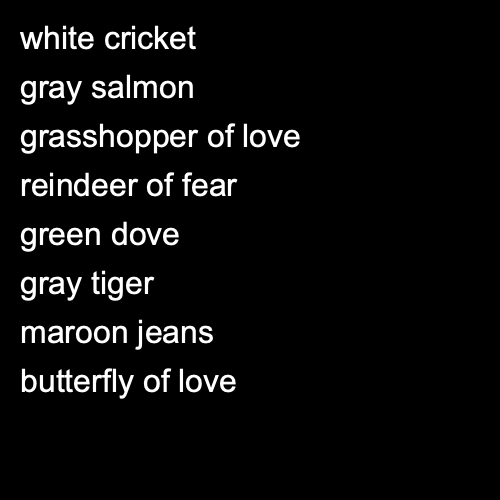 white cricket
gray salmon
grasshopper of love
reindeer of fear
green dove
gray tiger
maroon jeans
butterfly of love